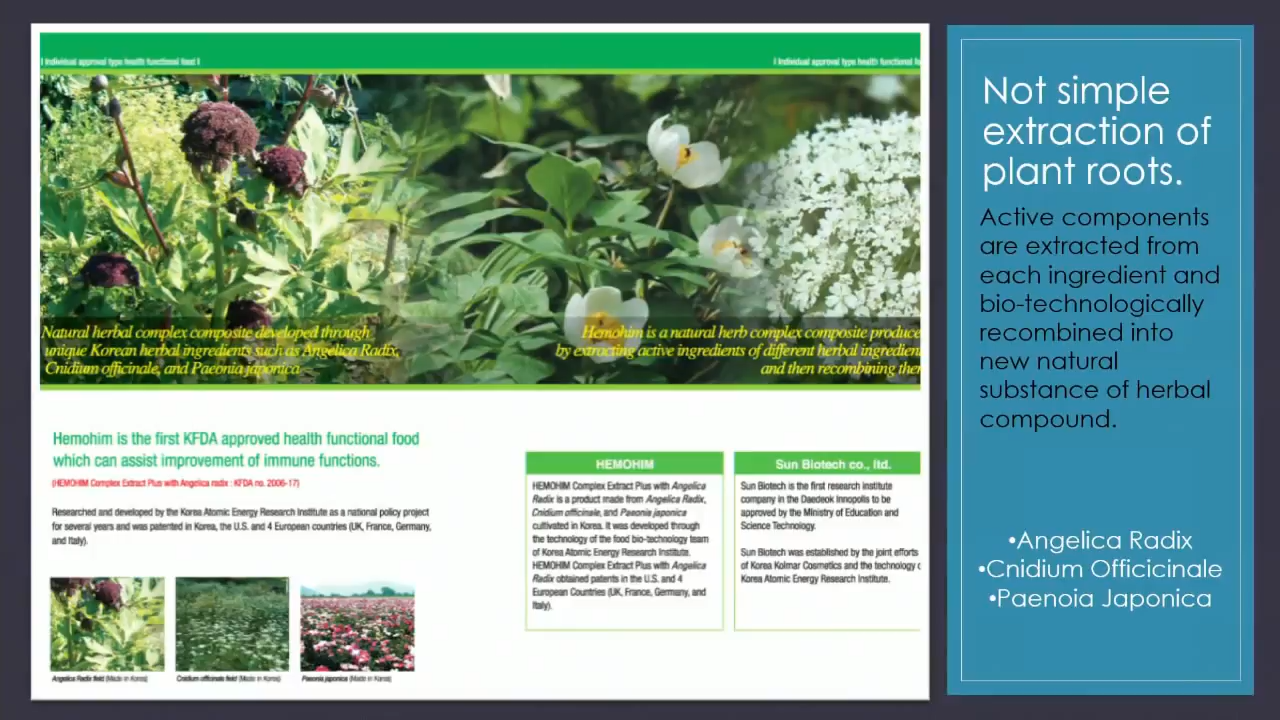 I Individual approval type health functional food I
I Individual approval type health functional
Natural herbal complex composite developed through
unique Korean herbal ingredients such as Angelica Radix,
Cnidium officinale, and Paeonia japonica
Hemohim is a natural herb complex composite produce
by extracting active ingredients of different herbal ingredien
and then recombining
Hemohim is the first KFDA approved health functional food
which can assist improvement of immune functions.
(HEMOHIM Complex Extract Plus with Angelica radix : KFDA no. 2006-17)
Researched and developed by the Korea Atomic Energy Research Institute as a national policy project
for several years and was patented in Korea, the U.S. and 4 European countries (UK, France, Germany,
and Italy).
Angelica Radix field (Made in Korea)
Cnidium officinale field (Made in Korea)
Paeonia japonica (Made in Korea)
HEMOHIM
HEMOHIM Complex Extract Plus with Angelica
Radix is a product made from Angelica Radix,
Cnidium officinale, and Paeonia japonica
cultivated in Korea. It was developed through
the technology of the food bio-technology team
of Korea Atomic Energy Research Institute.
HEMOHIM Complex Extract Plus with Angelica
Radix obtained patents in the U.S. and 4
European Countries (UK, France, Germany, and
Italy).
Sun Biotech co., ltd.
Sun Biotech is the first research institute
company in the Daedeok Innopolis to be
approved by the Ministry of Education and
Science Technology.
Sun Biotech was established by the joint efforts
of Korea Kolmar Cosmetics and the technology
Korea Atomic Energy Research Institute.
Not simple
extraction of
plant roots.
Active components
are extracted from
each ingredient and
bio-technologically
recombined into
new natural
substance of herbal
compound.
•Angelica Radix
•Cnidium Officicinale
•Paenoia Japonica